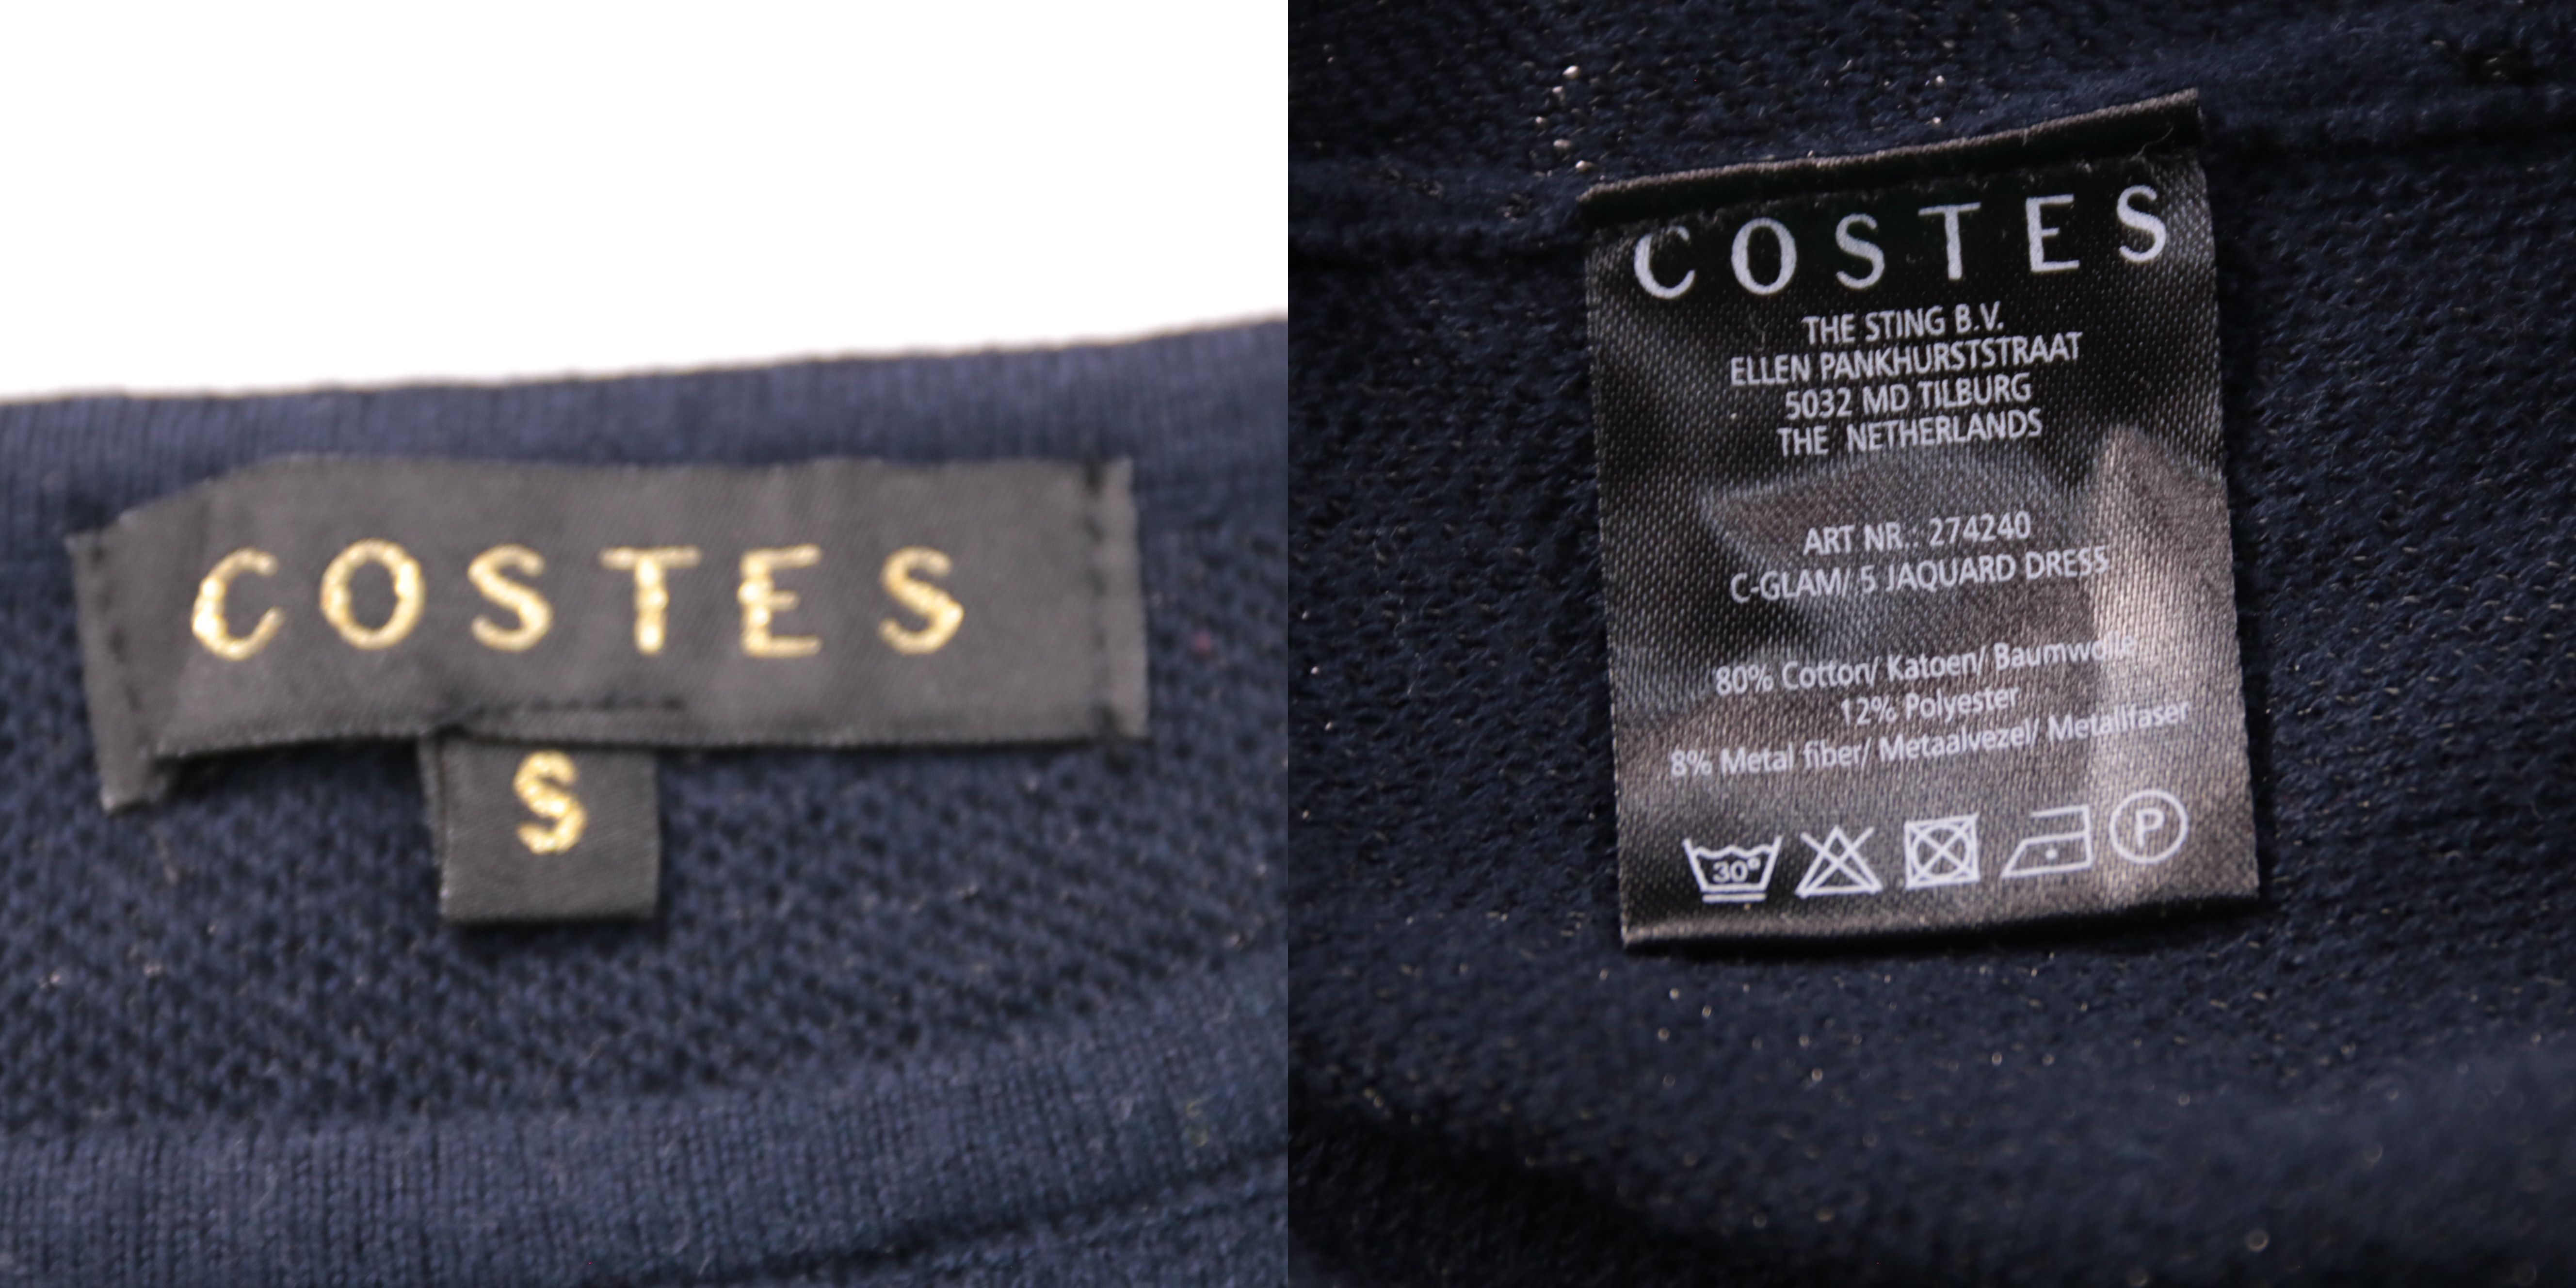 COSTES
S
COSTES
THE STING B.V.
ELLEN PANKHURSTSTRAAT
5032 MD TILBURG
THE NETHERLANDS
ART NR.: 274240
C-GLAM/ 5 JAQUARD DRESS
80% Cotton/ Katoen/ Baumwolle
12% Polyester
8% Metal fiber/ Metaalvezel/ Metallfaser
30° P